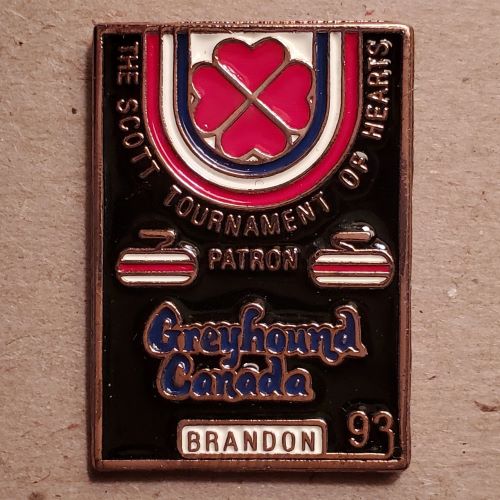 THE SCOTT TOURNAMENT OF HEARTS
PATRON
Greyhound
Canada
BRANDON 93